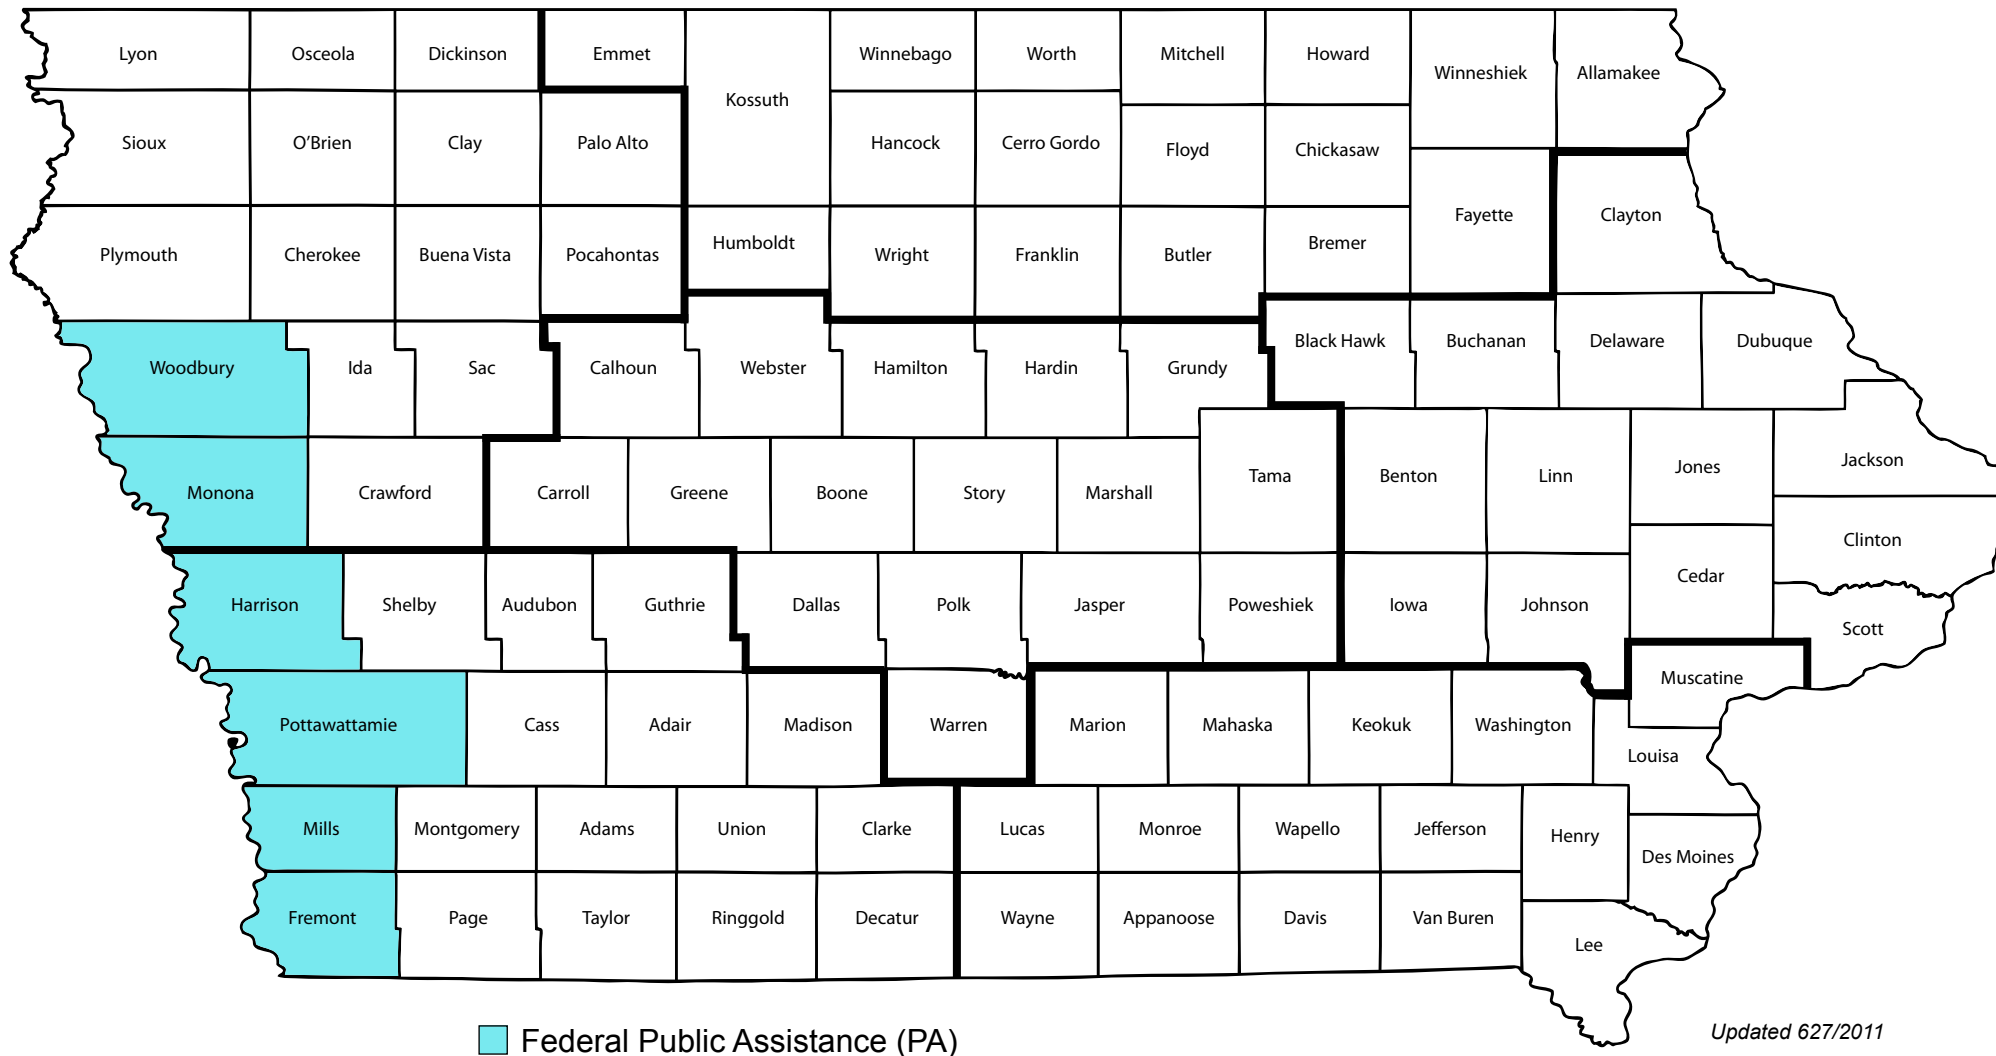 Lyon Osceola Dickinson Emmet Winnebago Worth Mitchell Howard
Winneshiek Allamakee
Kossuth
Sioux O'Brien Clay Palo Alto Hancock Cerro Gordo Floyd Chickasaw
Fayette Clayton
Plymouth Cherokee Buena Vista Pocahontas Humboldt Wright Franklin Butler Bremer
Black Hawk Buchanan Delaware Dubuque
Woodbury Ida Sac Calhoun Webster Hamilton Hardin Grundy
Monona Crawford Carroll Greene Boone Story Marshall Tama Benton Linn Jones Jackson
Clinton
Cedar
Harrison Shelby Audubon Guthrie Dallas Polk Jasper Poweshiek Iowa Johnson
Scott
Muscatine
Pottawattamie Cass Adair Madison Warren Marion Mahaska Keokuk Washington
Louisa
Mills Montgomery Adams Union Clarke Lucas Monroe Wapello Jefferson Henry
Des Moines
Fremont Page Taylor Ringgold Decatur Wayne Appanoose Davis Van Buren
Lee
Federal Public Assistance (PA)
Updated 627/2011